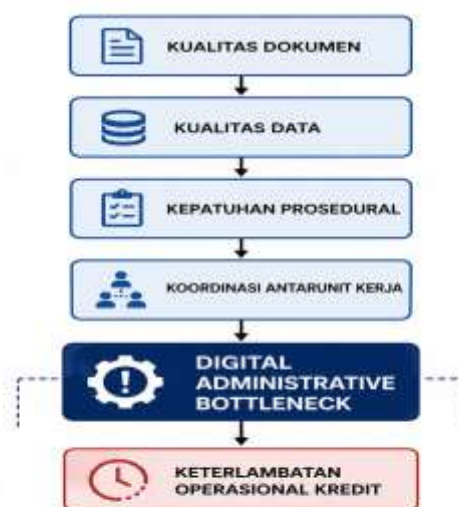 KUALITAS DOKUMEN
KUALITAS DATA
KEPATUHAN PROSEDURAL
KOORDINASI ANTARUNIT KERJA
DIGITAL
ADMINISTRATIVE
BOTTLENECK
KETERLAMBATAN
OPERASIONAL KREDIT